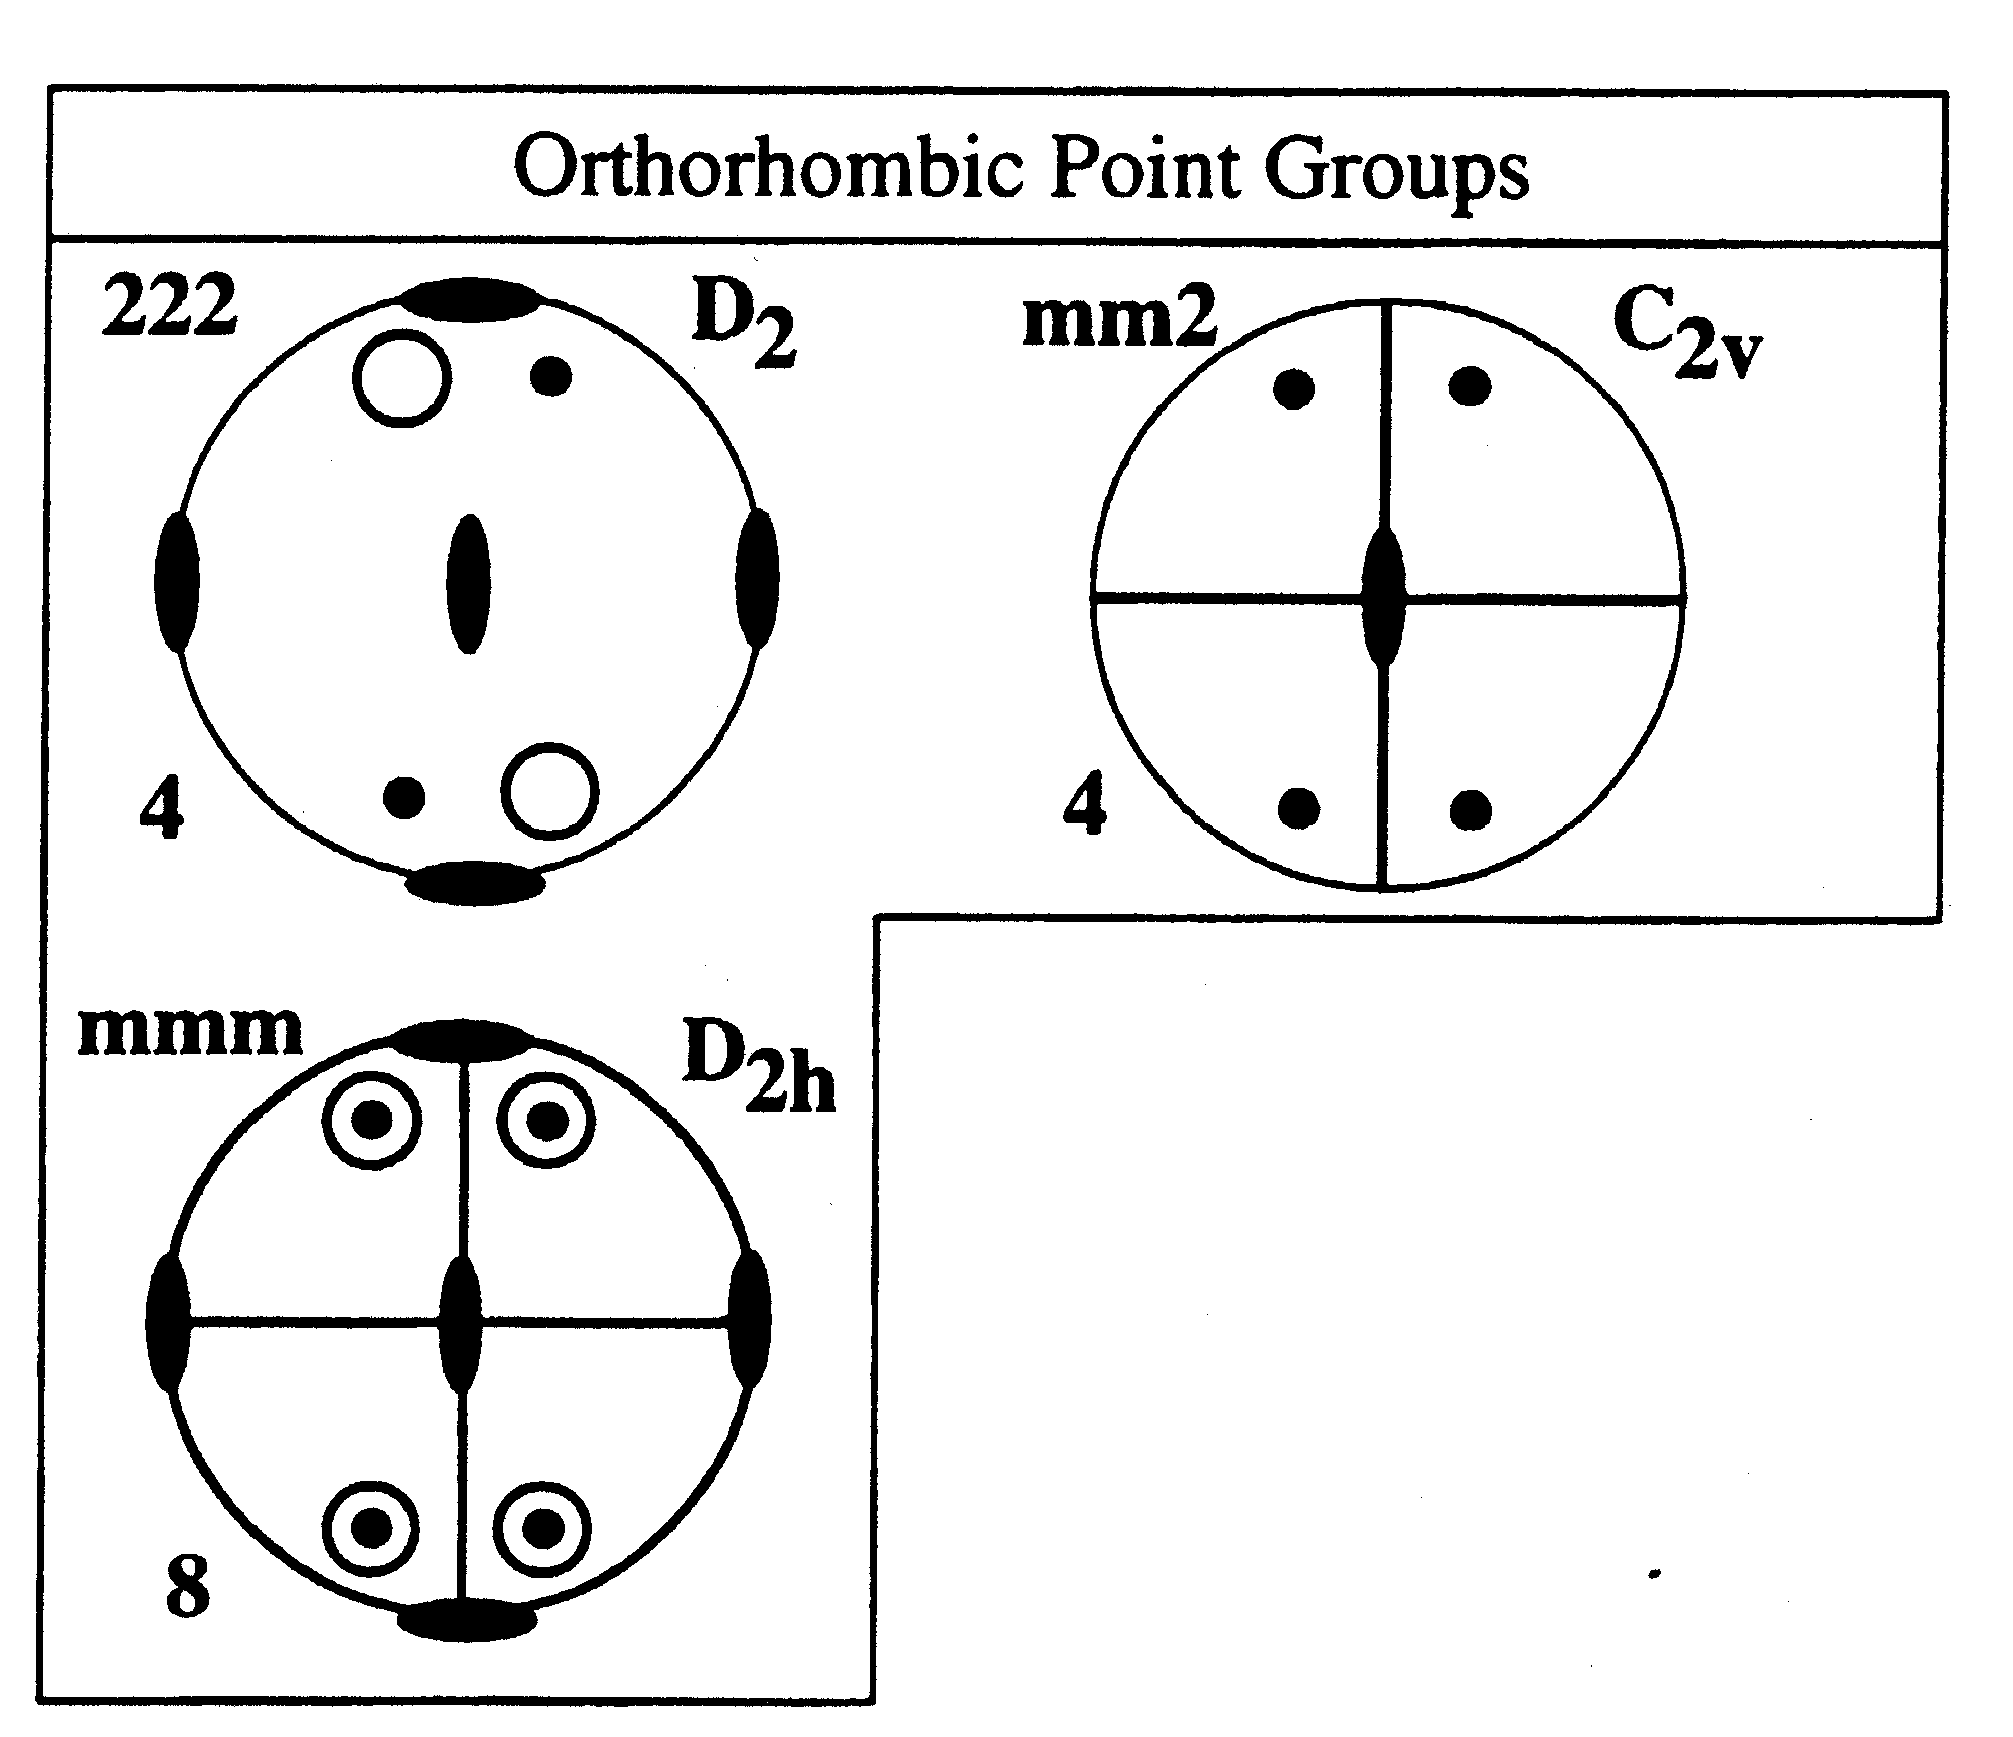 Orthorhombic Point Groups
222 D2
4
mm2 C2v
4
mmm D2h
8